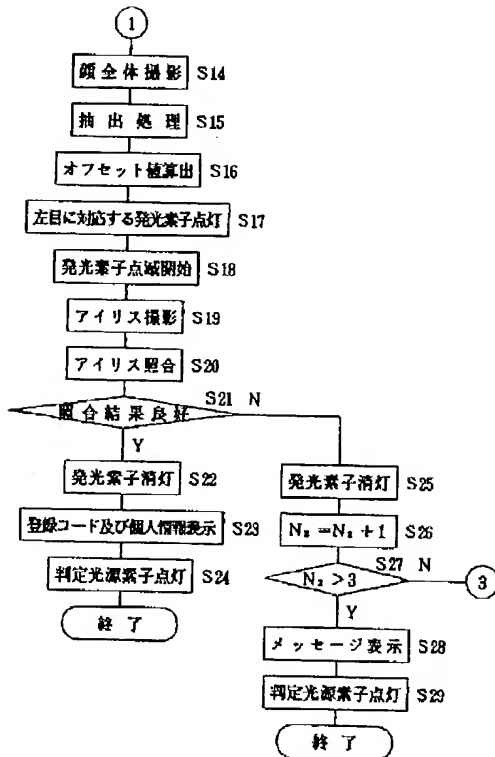 1
顔全体撮影 S14
抽出処理 S15
オフセット値算出 S16
左目に対応する発光素子点灯 S17
発光素子点滅開始 S18
アイリス撮影 S19
アイリス照合 S20
照合結果良好 S21 N
Y
発光素子消灯 S22
登録コード及び個人情報表示 S23
判定光源素子点灯 S24
終了
発光素子消灯 S25
N₂=N₂+1 S26
N₂>3 S27 N
3
Y
メッセージ表示 S28
判定光源素子点灯 S29
終了